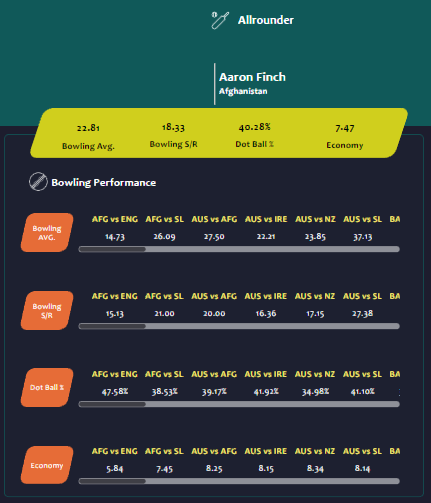 Allrounder
Aaron Finch
Afghanistan
22.81 18.33 40.28% 7.47
Bowling Avg. Bowling S/R Dot Ball % Economy
Bowling Performance
AFG vs ENG AFG vs SL AUS vs AFG AUS vs IRE AUS vs NZ AUS vs SL BA
Bowling
AVG.
14.73 26.09 27.50 22.21 23.85 37.13
AFG vs ENG AFG vs SL AUS vs AFG AUS vs IRE AUS vs NZ AUS vs SL BA
Bowling
S/R
15.13 21.00 20.00 16.36 17.15 27.38
AFG vs ENG AFG vs SL AUS vs AFG AUS vs IRE AUS vs NZ AUS vs SL BA
Dot Ball %
47.58% 38.53% 39.17% 41.92% 34.98% 41.10%
AFG vs ENG AFG vs SL AUS vs AFG AUS vs IRE AUS vs NZ AUS vs SL BA
Economy
5.84 7.45 8.25 8.15 8.34 8.14